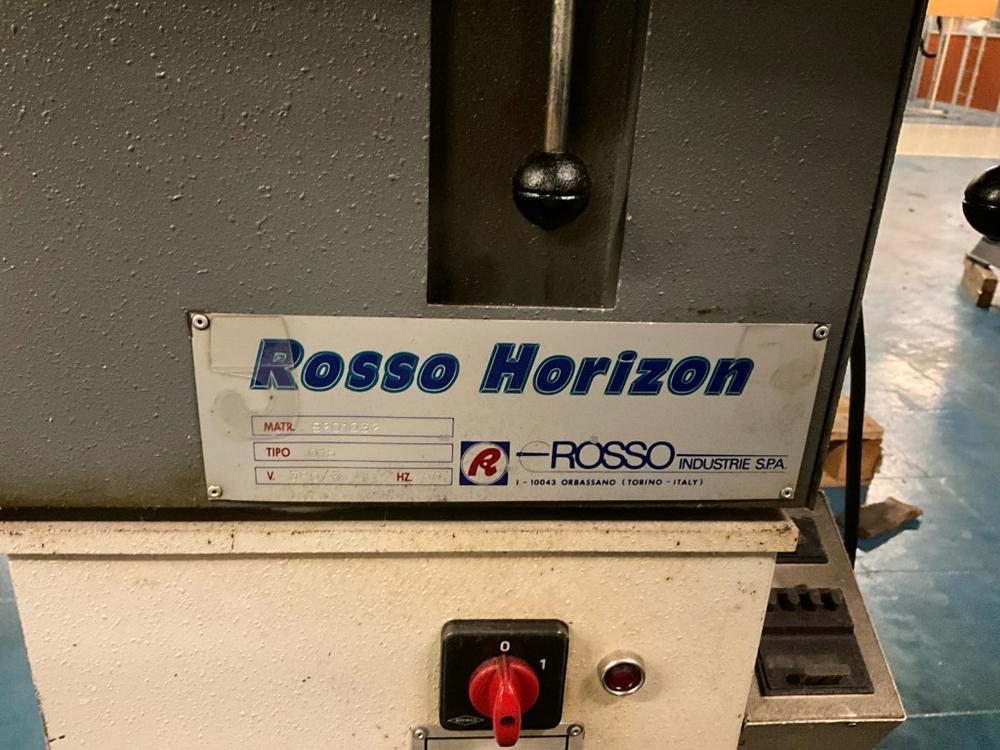 Rosso Horizon
MATR.
TIPO
V. HZ.
R ROSSO INDUSTRIE S.P.A.
I - 10043 ORBASSANO (TORINO - ITALY)
0
1